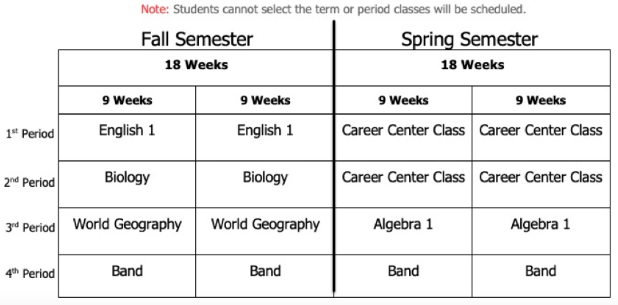 Note: Students cannot select the term or period classes will be scheduled.
Fall Semester Spring Semester
18 Weeks 18 Weeks
9 Weeks 9 Weeks 9 Weeks 9 Weeks
1st Period English 1 English 1 Career Center Class Career Center Class
2nd Period Biology Biology Career Center Class Career Center Class
3rd Period World Geography World Geography Algebra 1 Algebra 1
4th Period Band Band Band Band